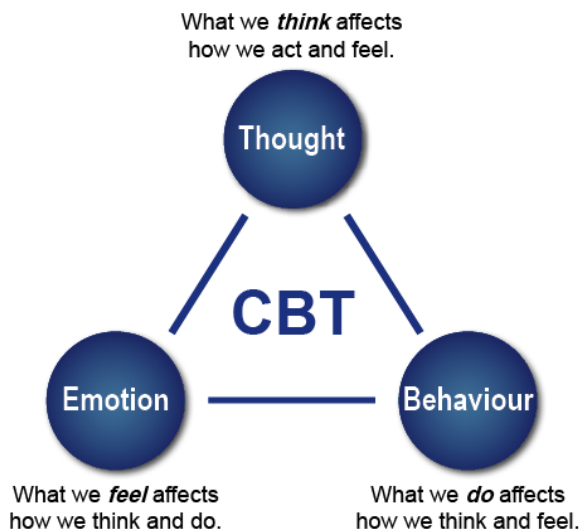 What we think affects
how we act and feel.
Thought
CBT
Emotion
Behaviour
What we feel affects
how we think and do.
What we do affects
how we think and feel.